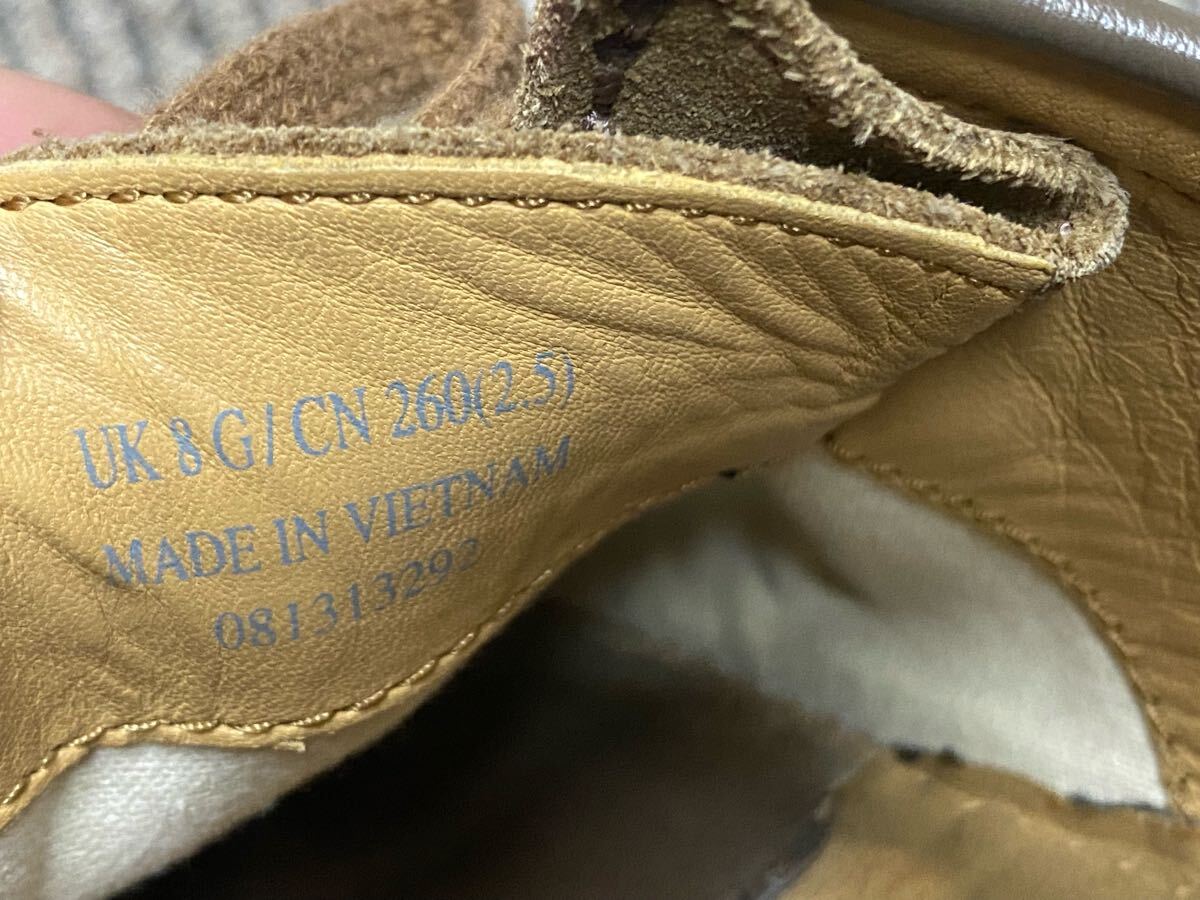 UK 8 G/ CN 260(2.5)
MADE IN VIETNAM
081313292